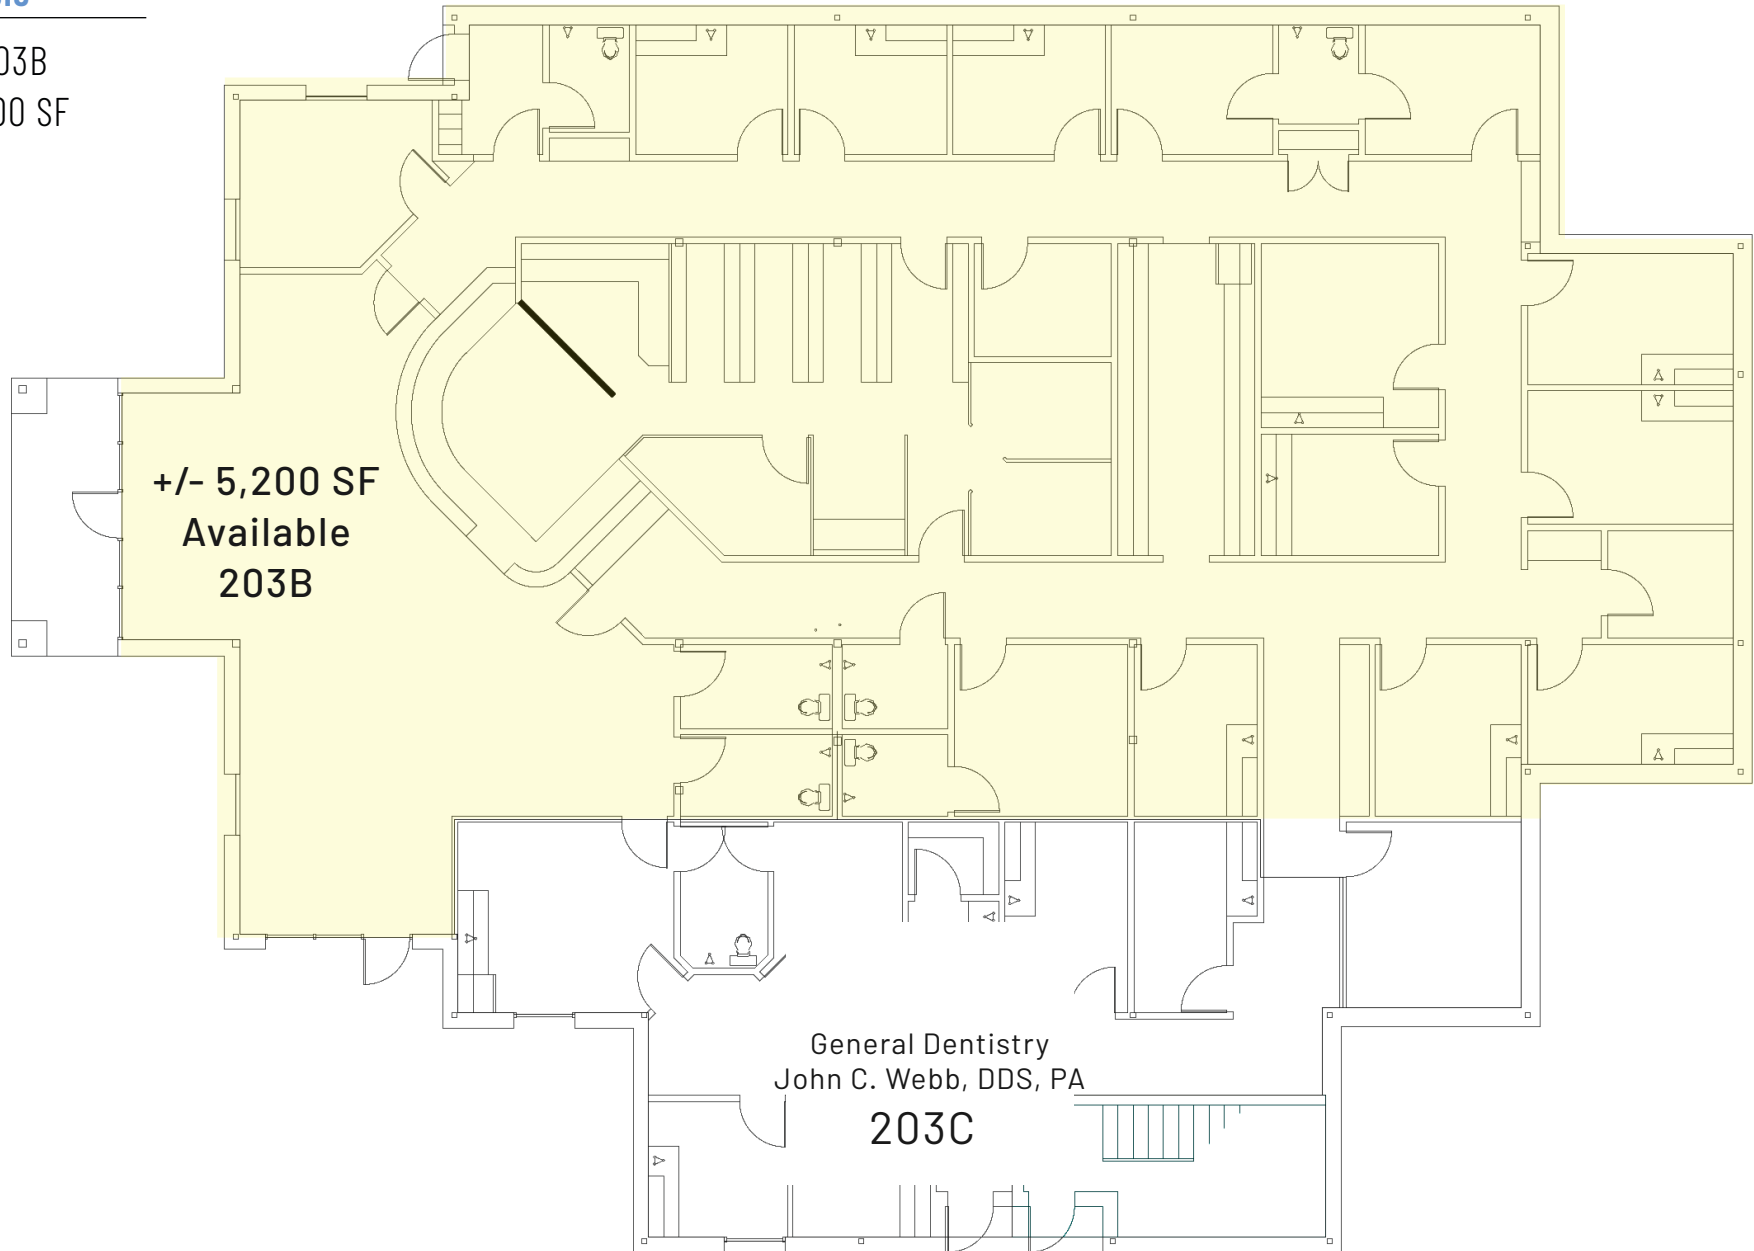 03B
00 SF
+/- 5,200 SF
Available
203B
General Dentistry
John C. Webb, DDS, PA
203C